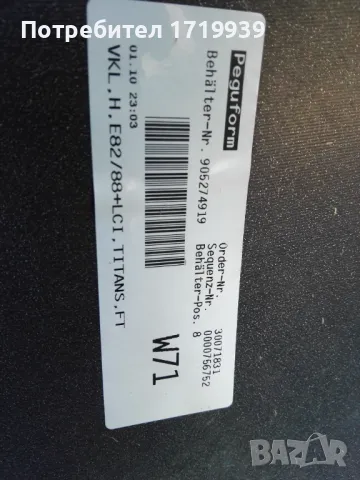 Потребител 1719939
Peguform
Behälter-Nr. 905274919
Order-Nr. 30071831
Sequenz-Nr. 0000756752
Behälter-Pos. 8
W71
01.10 23:03
VKL,H,E82/88+LCI,TITANS,FT
BAZAR